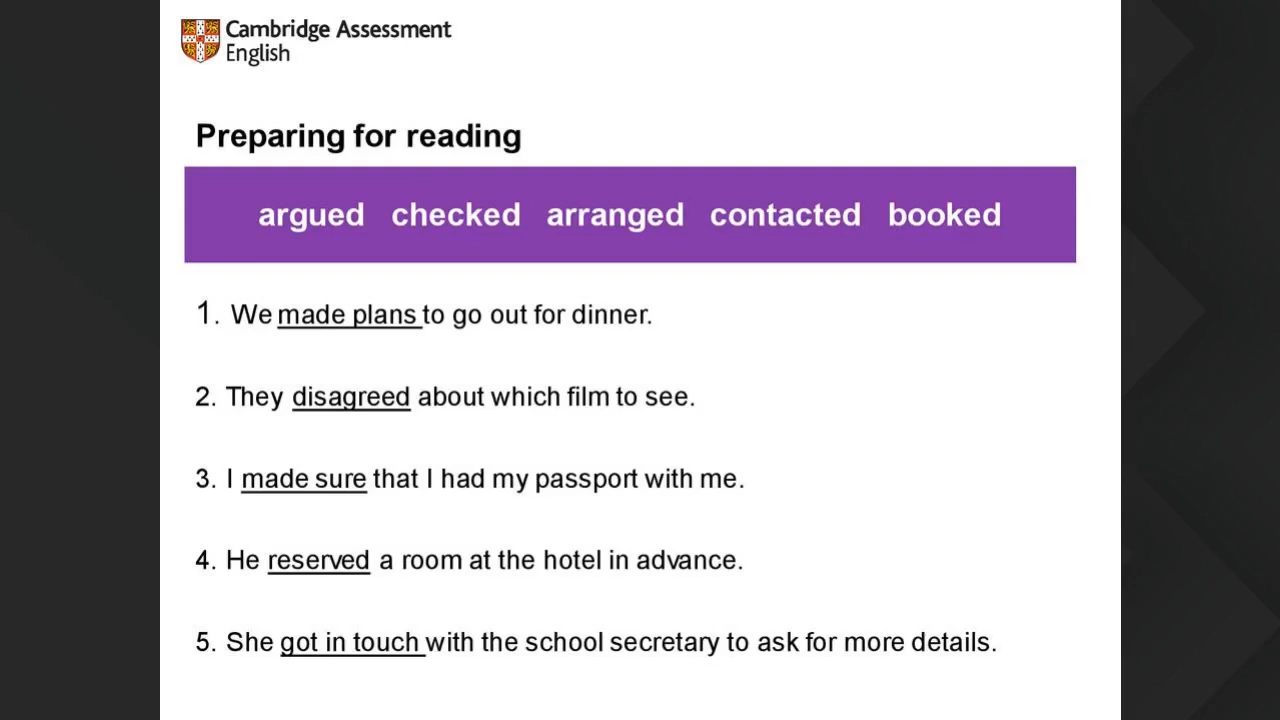 Cambridge Assessment
English
Preparing for reading
argued checked arranged contacted booked
1. We made plans to go out for dinner.
2. They disagreed about which film to see.
3. I made sure that I had my passport with me.
4. He reserved a room at the hotel in advance.
5. She got in touch with the school secretary to ask for more details.